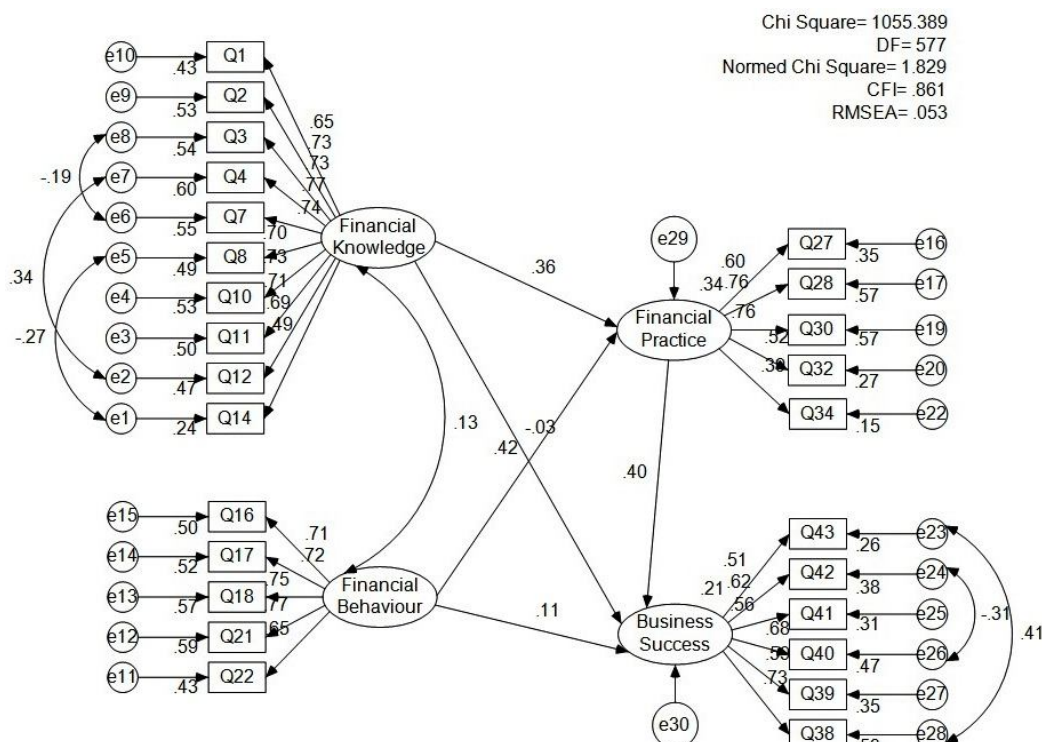 Chi Square= 1055.389
DF= 577
Normed Chi Square= 1.829
CFI= .861
RMSEA= .053
e10
.43
Q1
e9
.53
Q2
e8
.54
Q3
e7
.60
Q4
e6
.55
Q7
e5
.49
Q8
e4
.53
Q10
e3
.50
Q11
e2
.47
Q12
e1
.24
Q14
-.19
.34
-.27
.65
.73
.73
.77
.74
.70
.73
.71
.69
.49
Financial
Knowledge
.36
.13
.42
-.03
.40
.11
e15
.50
Q16
e14
.52
Q17
e13
.57
Q18
e12
.59
Q21
e11
.43
Q22
.71
.72
.75
.77
.65
Financial
Behaviour
e29
Financial
Practice
.34
.60
.76
.76
.52
Q27
.35
e16
Q28
.57
e17
Q30
.57
e19
Q32
.27
e20
Q34
.15
e22
Business
Success
e30
.21
.51
.62
.56
.68
.73
Q43
.26
e23
Q42
.38
e24
Q41
.31
e25
Q40
.47
e26
Q39
.35
e27
Q38
e28
-.31
.41